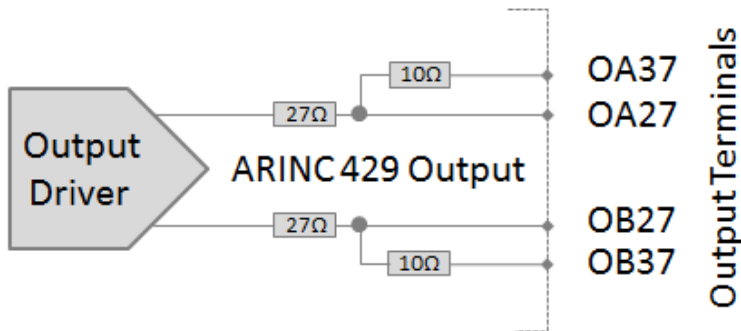 10Ω
OA37
27Ω
OA27
Output
Driver
ARINC 429 Output
27Ω
OB27
10Ω
OB37
Output Terminals